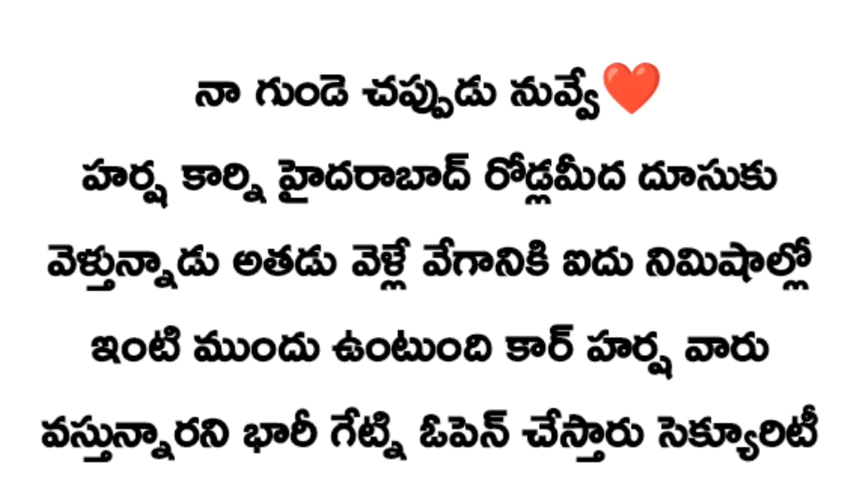 నా గుండె చప్పుడు నువ్వే❤️
హర్ష కార్ని హైదరాబాద్ రోడ్లమీద దూసుకు
వెళ్తున్నాడు అతడు వెళ్లే వేగానికి ఐదు నిమిషాల్లో
ఇంటి ముందు ఉంటుంది కార్ హర్ష వారు
వస్తున్నారని భారీ గేట్ని ఓపెన్ చేస్తారు సెక్యూరిటీ